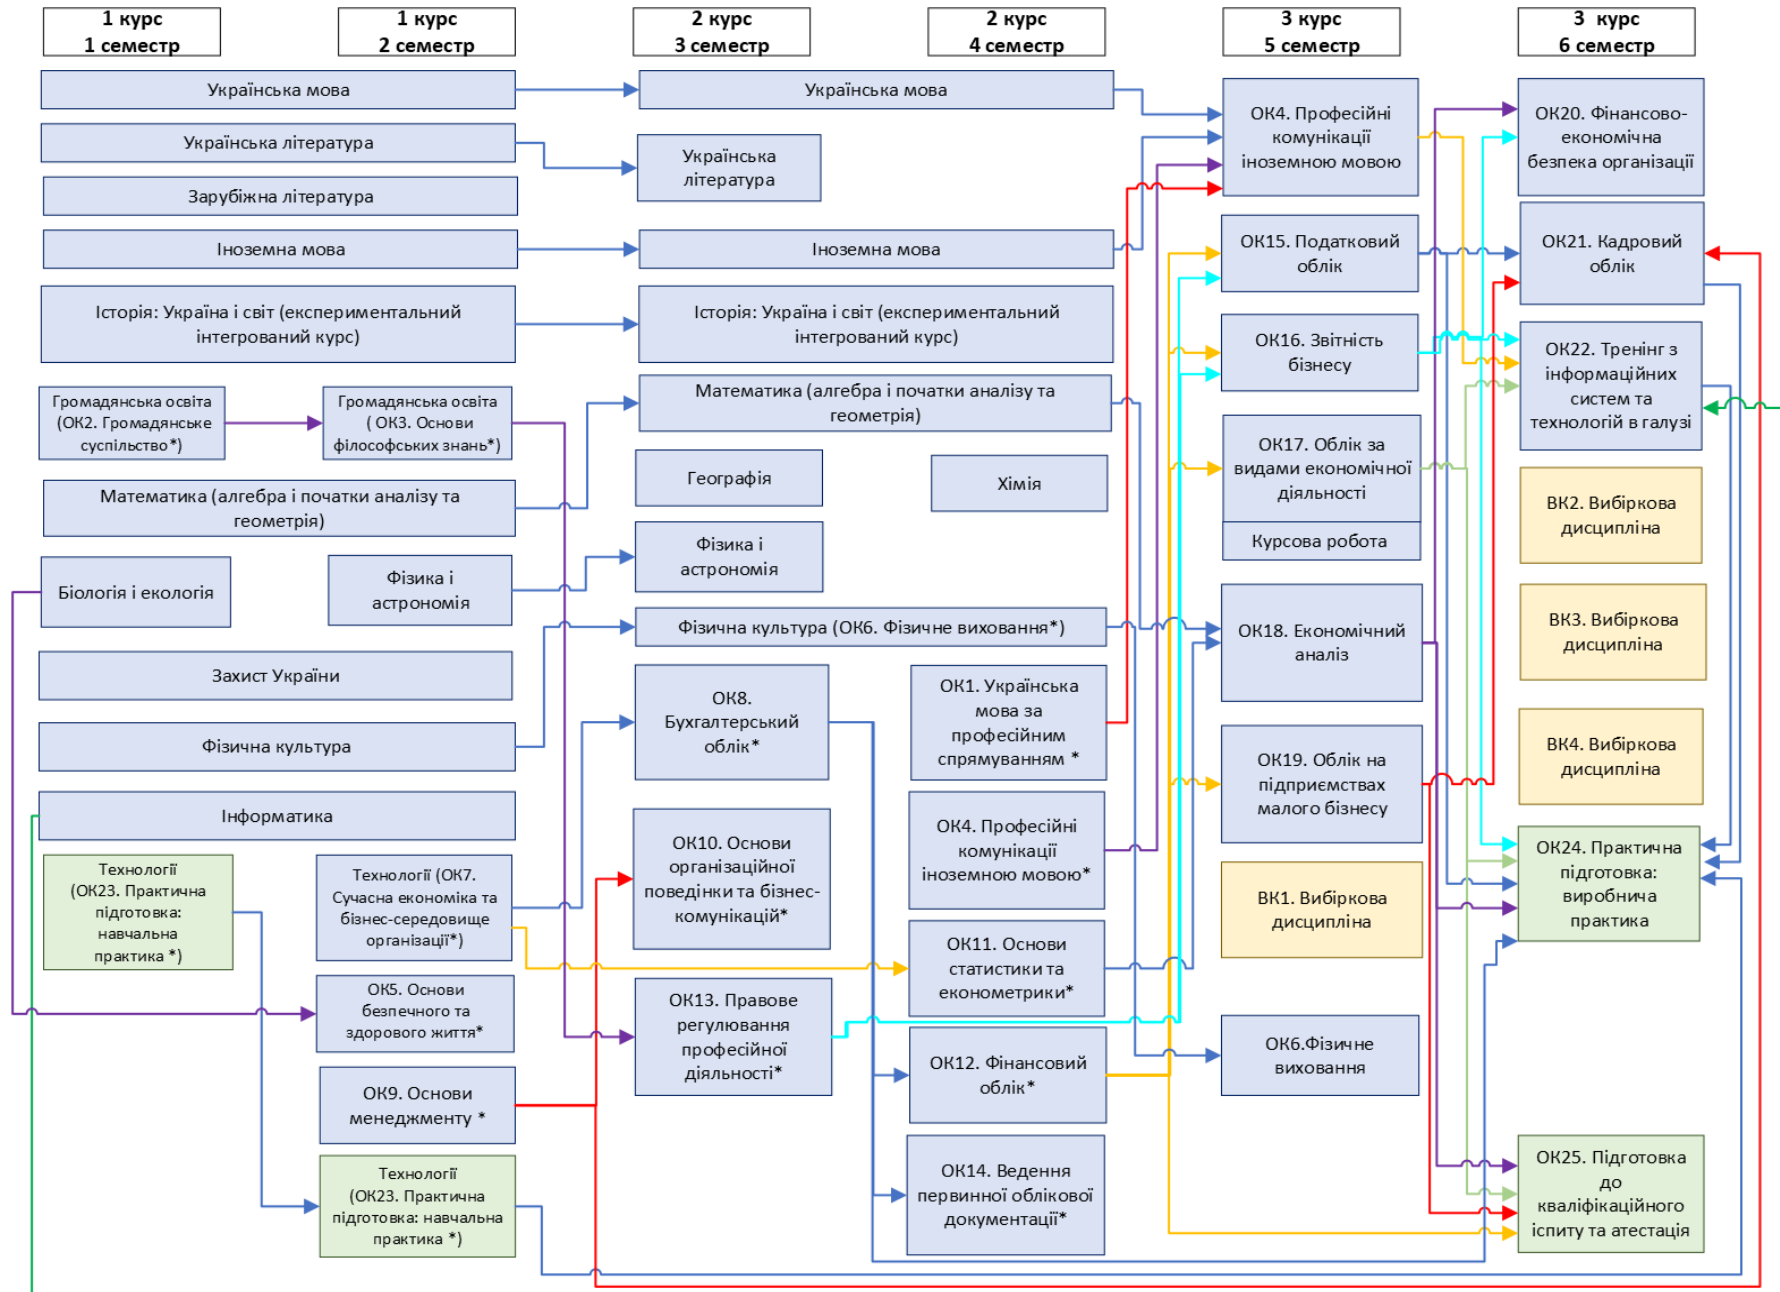 1 курс
1 семестр
1 курс
2 семестр
2 курс
3 семестр
2 курс
4 семестр
3 курс
5 семестр
3 курс
6 семестр
Українська мова
Українська література
Зарубіжна література
Іноземна мова
Історія: Україна і світ (експериментальний
інтегрований курс)
Громадянська освіта
(ОК2. Громадянське
суспільство*)
Громадянська освіта
( ОК3. Основи
філософських знань*)
Математика (алгебра і початки аналізу та
геометрія)
Біологія і екологія
Фізика і
астрономія
Захист України
Фізична культура
Інформатика
Технології
(ОК23. Практична
підготовка:
навчальна
практика *)
Технології (ОК7.
Сучасна економіка та
бізнес-середовище
організації*)
ОК5. Основи
безпечного та
здорового життя*
ОК9. Основи
менеджменту *
Технології
(ОК23. Практична
підготовка: навчальна
практика *)
Українська мова
Українська
література
Іноземна мова
Історія: Україна і світ (експериментальний
інтегрований курс)
Математика (алгебра і початки аналізу та
геометрія)
Географія
Хімія
Фізика і
астрономія
Фізична культура (ОК6. Фізичне виховання*)
ОК8.
Бухгалтерський
облік*
ОК10. Основи
організаційної
поведінки та бізнес-
комунікацій*
ОК13. Правове
регулювання
професійної
діяльності*
ОК1. Українська
мова за
професійним
спрямуванням *
ОК4. Професійні
комунікації
іноземною мовою*
ОК11. Основи
статистики та
економетрики*
ОК12. Фінансовий
облік*
ОК14. Ведення
первинної облікової
документації*
ОК4. Професійні
комунікації
іноземною мовою
ОК15. Податковий
облік
ОК16. Звітність
бізнесу
ОК17. Облік за
видами економічної
діяльності
Курсова робота
ОК18. Економічний
аналіз
ОК19. Облік на
підприємствах
малого бізнесу
ВК1. Вибіркова
дисципліна
ОК6.Фізичне
виховання
ОК20. Фінансово-
економічна
безпека організації
ОК21. Кадровий
облік
ОК22. Тренінг з
інформаційних
систем та
технологій в галузі
ВК2. Вибіркова
дисципліна
ВК3. Вибіркова
дисципліна
ВК4. Вибіркова
дисципліна
ОК24. Практична
підготовка:
виробнича
практика
ОК25. Підготовка
до
кваліфікаційного
іспиту та атестація